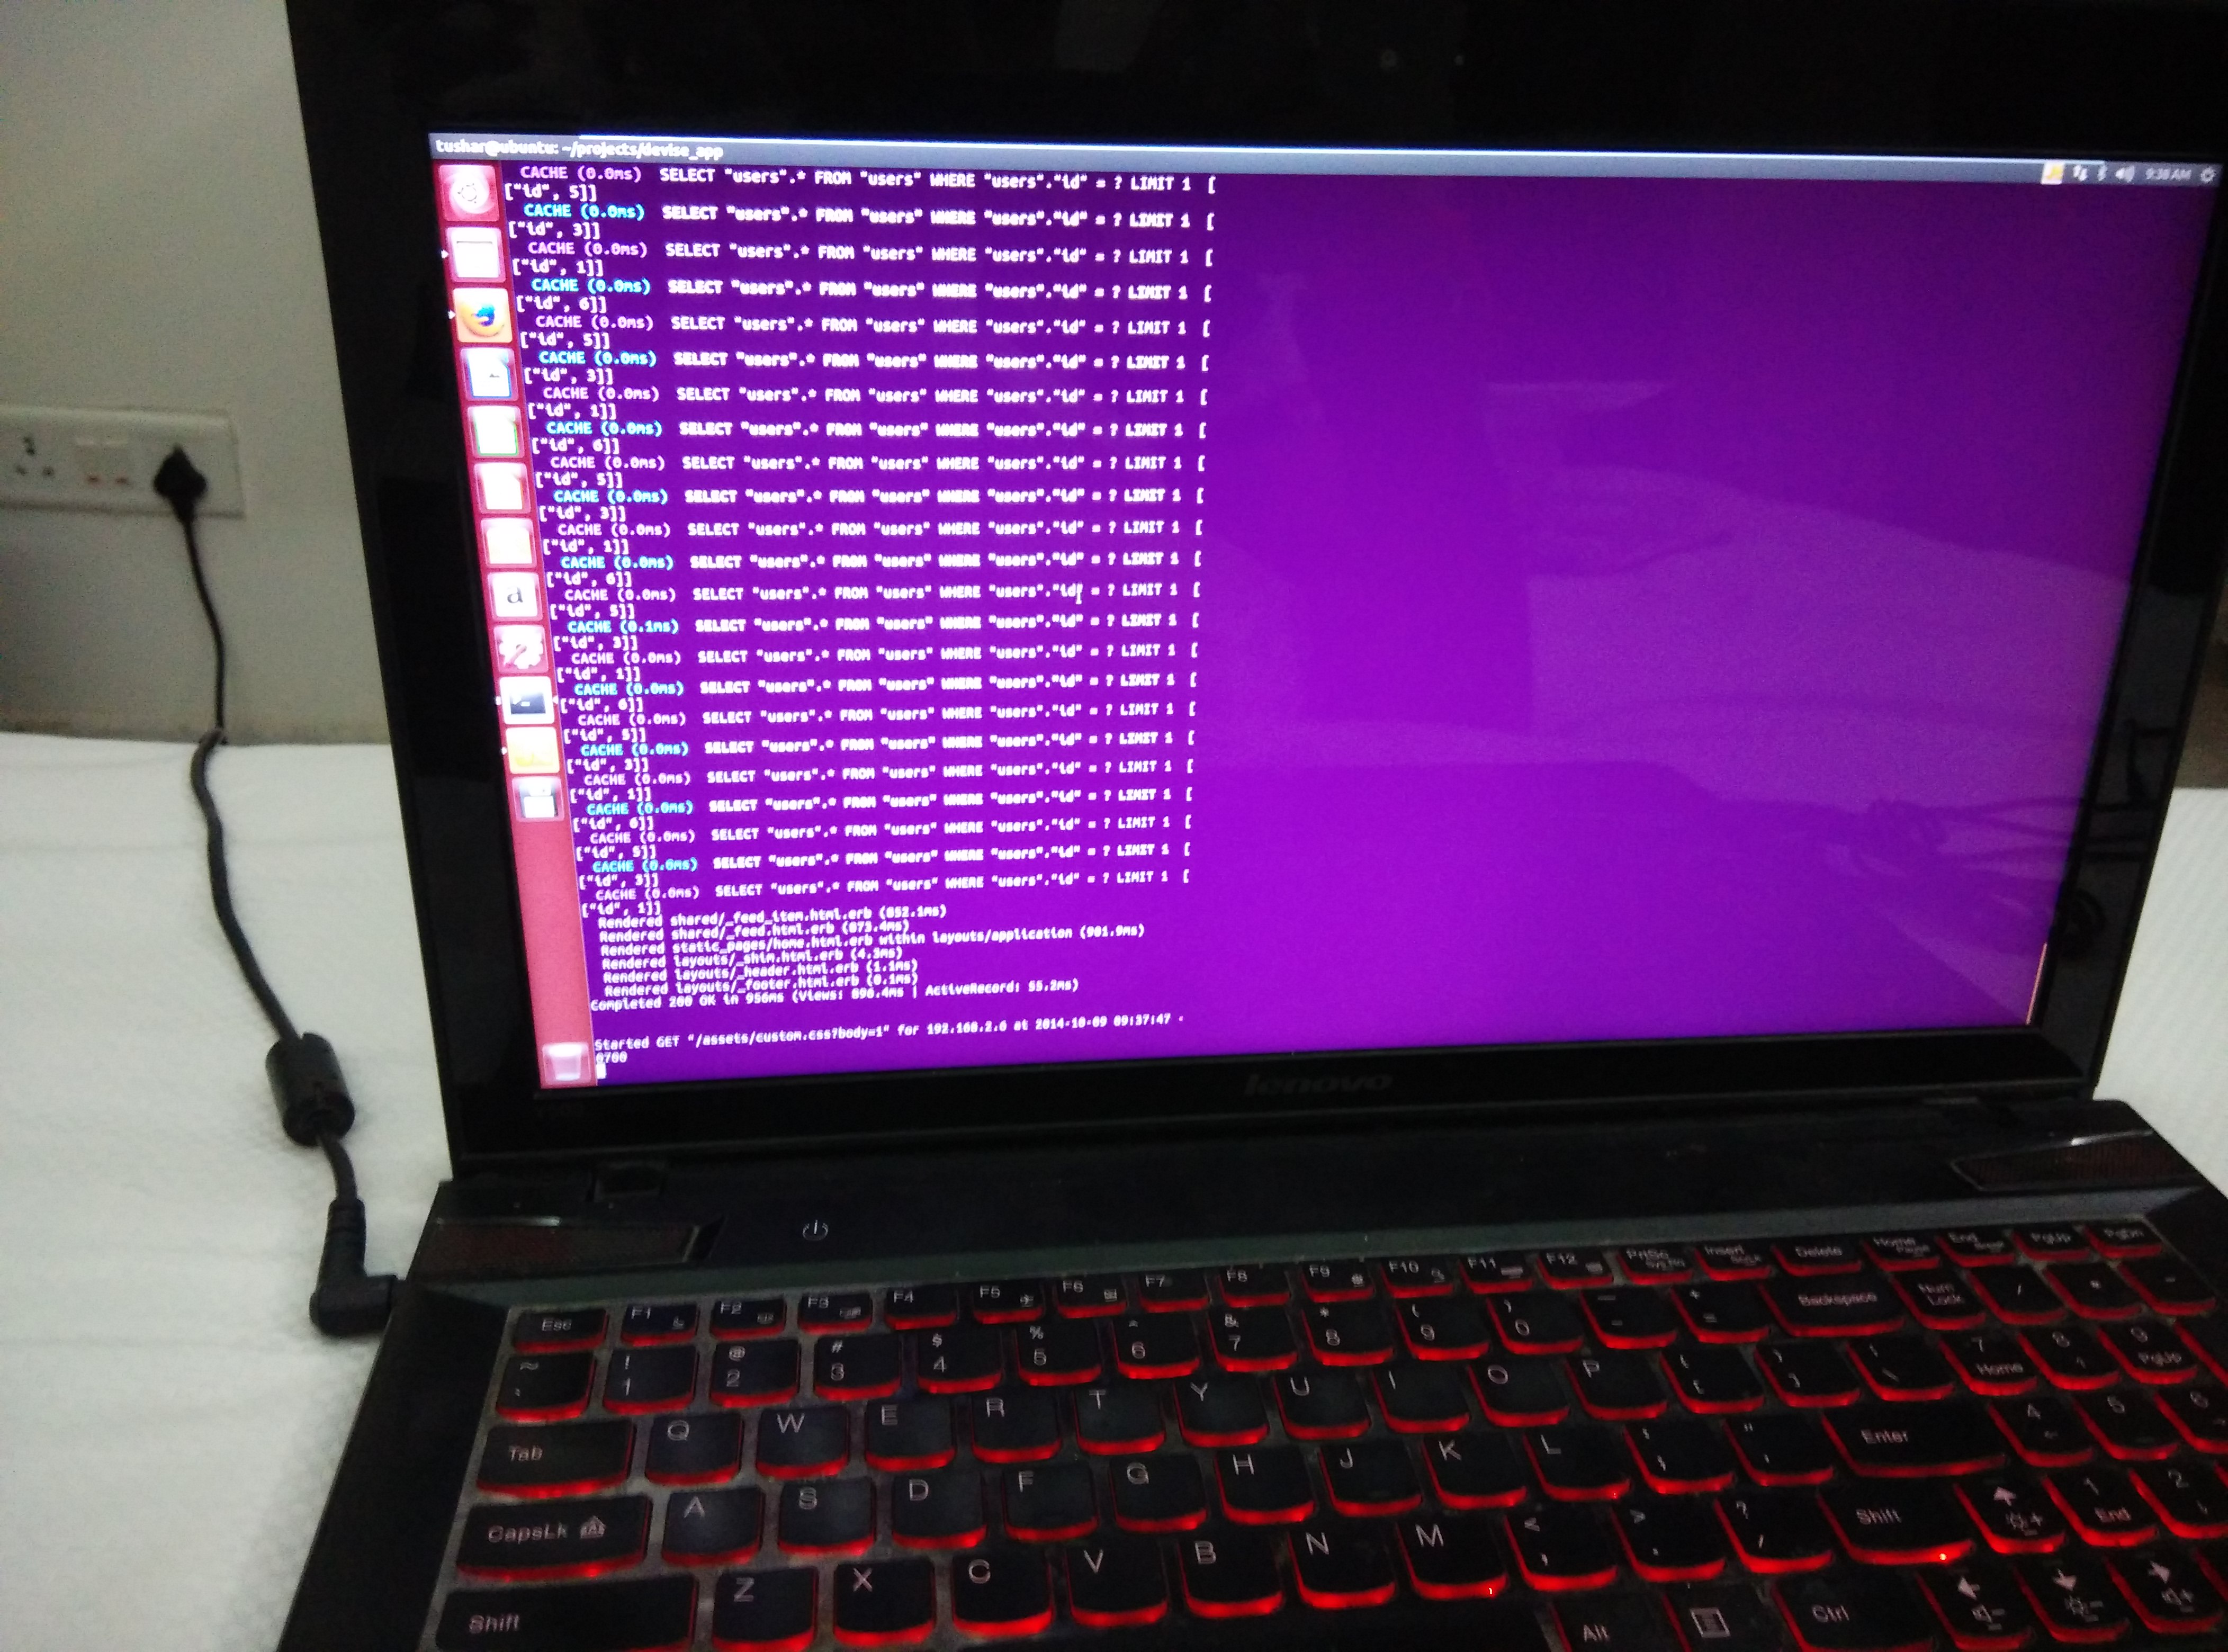 tushar@ubuntu: ~/projects/devise_app
9:38 AM
CACHE (0.0ms) SELECT "users".* FROM "users" WHERE "users"."id" = ? LIMIT 1 [
["id", 5]]
CACHE (0.0ms) SELECT "users".* FROM "users" WHERE "users"."id" = ? LIMIT 1 [
["id", 3]]
CACHE (0.0ms) SELECT "users".* FROM "users" WHERE "users"."id" = ? LIMIT 1 [
["id", 1]]
CACHE (0.0ms) SELECT "users".* FROM "users" WHERE "users"."id" = ? LIMIT 1 [
["id", 6]]
CACHE (0.0ms) SELECT "users".* FROM "users" WHERE "users"."id" = ? LIMIT 1 [
["id", 5]]
CACHE (0.0ms) SELECT "users".* FROM "users" WHERE "users"."id" = ? LIMIT 1 [
["id", 3]]
CACHE (0.0ms) SELECT "users".* FROM "users" WHERE "users"."id" = ? LIMIT 1 [
["id", 1]]
CACHE (0.0ms) SELECT "users".* FROM "users" WHERE "users"."id" = ? LIMIT 1 [
["id", 6]]
CACHE (0.0ms) SELECT "users".* FROM "users" WHERE "users"."id" = ? LIMIT 1 [
["id", 5]]
CACHE (0.0ms) SELECT "users".* FROM "users" WHERE "users"."id" = ? LIMIT 1 [
["id", 3]]
CACHE (0.0ms) SELECT "users".* FROM "users" WHERE "users"."id" = ? LIMIT 1 [
["id", 1]]
CACHE (0.0ms) SELECT "users".* FROM "users" WHERE "users"."id" = ? LIMIT 1 [
["id", 6]]
CACHE (0.0ms) SELECT "users".* FROM "users" WHERE "users"."id" = ? LIMIT 1 [
["id", 5]]
CACHE (0.1ms) SELECT "users".* FROM "users" WHERE "users"."id" = ? LIMIT 1 [
["id", 3]]
CACHE (0.0ms) SELECT "users".* FROM "users" WHERE "users"."id" = ? LIMIT 1 [
["id", 1]]
CACHE (0.0ms) SELECT "users".* FROM "users" WHERE "users"."id" = ? LIMIT 1 [
["id", 6]]
CACHE (0.0ms) SELECT "users".* FROM "users" WHERE "users"."id" = ? LIMIT 1 [
["id", 5]]
CACHE (0.0ms) SELECT "users".* FROM "users" WHERE "users"."id" = ? LIMIT 1 [
["id", 3]]
CACHE (0.0ms) SELECT "users".* FROM "users" WHERE "users"."id" = ? LIMIT 1 [
["id", 1]]
CACHE (0.0ms) SELECT "users".* FROM "users" WHERE "users"."id" = ? LIMIT 1 [
["id", 6]]
CACHE (0.0ms) SELECT "users".* FROM "users" WHERE "users"."id" = ? LIMIT 1 [
["id", 5]]
CACHE (0.0ms) SELECT "users".* FROM "users" WHERE "users"."id" = ? LIMIT 1 [
["id", 3]]
CACHE (0.0ms) SELECT "users".* FROM "users" WHERE "users"."id" = ? LIMIT 1 [
["id", 1]]
Rendered shared/_feed_item.html.erb (852.1ms)
Rendered shared/_feed.html.erb (873.4ms)
Rendered static_pages/home.html.erb within layouts/application (901.9ms)
Rendered layouts/_shim.html.erb (4.3ms)
Rendered layouts/_header.html.erb (1.1ms)
Rendered layouts/_footer.html.erb (0.1ms)
Completed 200 OK in 956ms (Views: 890.4ms | ActiveRecord: 55.2ms)
Started GET "/assets/custom.css?body=1" for 192.168.2.6 at 2014-10-09 09:37:47 -
0700
lenovo
Esc F1 F2 F3 F4 F5 F6 F7 F8 F9 F10 F11 F12 PrtSc SysRq Insert Delete Home End PgUp PgDn
~ ! 1 @ 2 # 3 $ 4 % 5 ^ 6 & 7 * 8 ( 9 ) 0 _ - + = Backspace Num Lock / * -
Tab Q W E R T Y U I O P { [ } ] | \ 7 Home 8 9 PgUp
CapsLk A S D F G H J K L : ; " ' Enter 4 5 6
Shift Z X C V B N M < , > . ? / Shift 1 End 2
Alt Ctrl